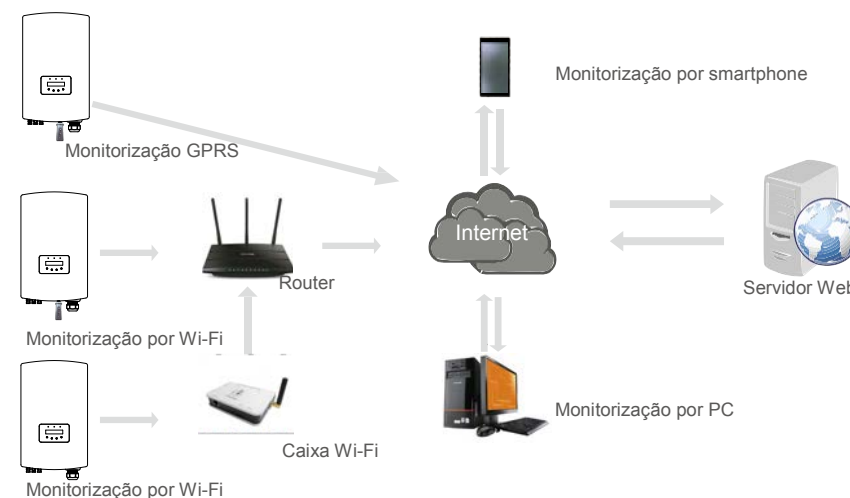 Monitorização por smartphone
Monitorização GPRS
Internet
Router
Servidor Web
Monitorização por Wi-Fi
Monitorização por PC
Caixa Wi-Fi
Monitorização por Wi-Fi